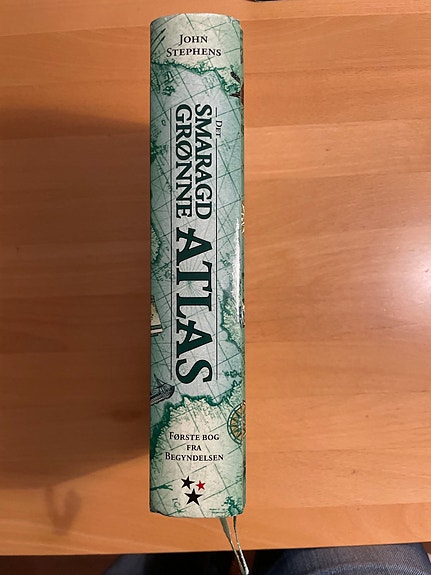 JOHN
STEPHENS
DET
SMARAGD
GRØNNE
ATLAS
FØRSTE BOG
FRA
BEGYNDELSEN